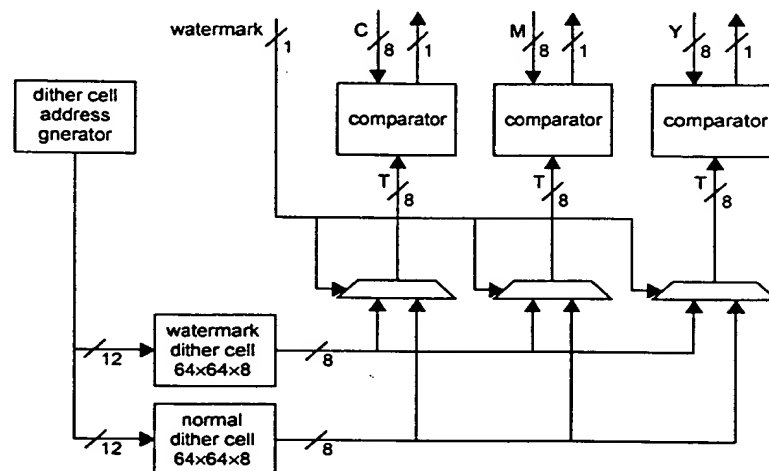 watermark 1 C 8 1 M 8 1 Y 8 1
dither cell
address
gnerator
comparator comparator comparator
T 8 T 8 T 8
watermark
dither cell
64×64×8
12 8
normal
dither cell
64×64×8
12 8